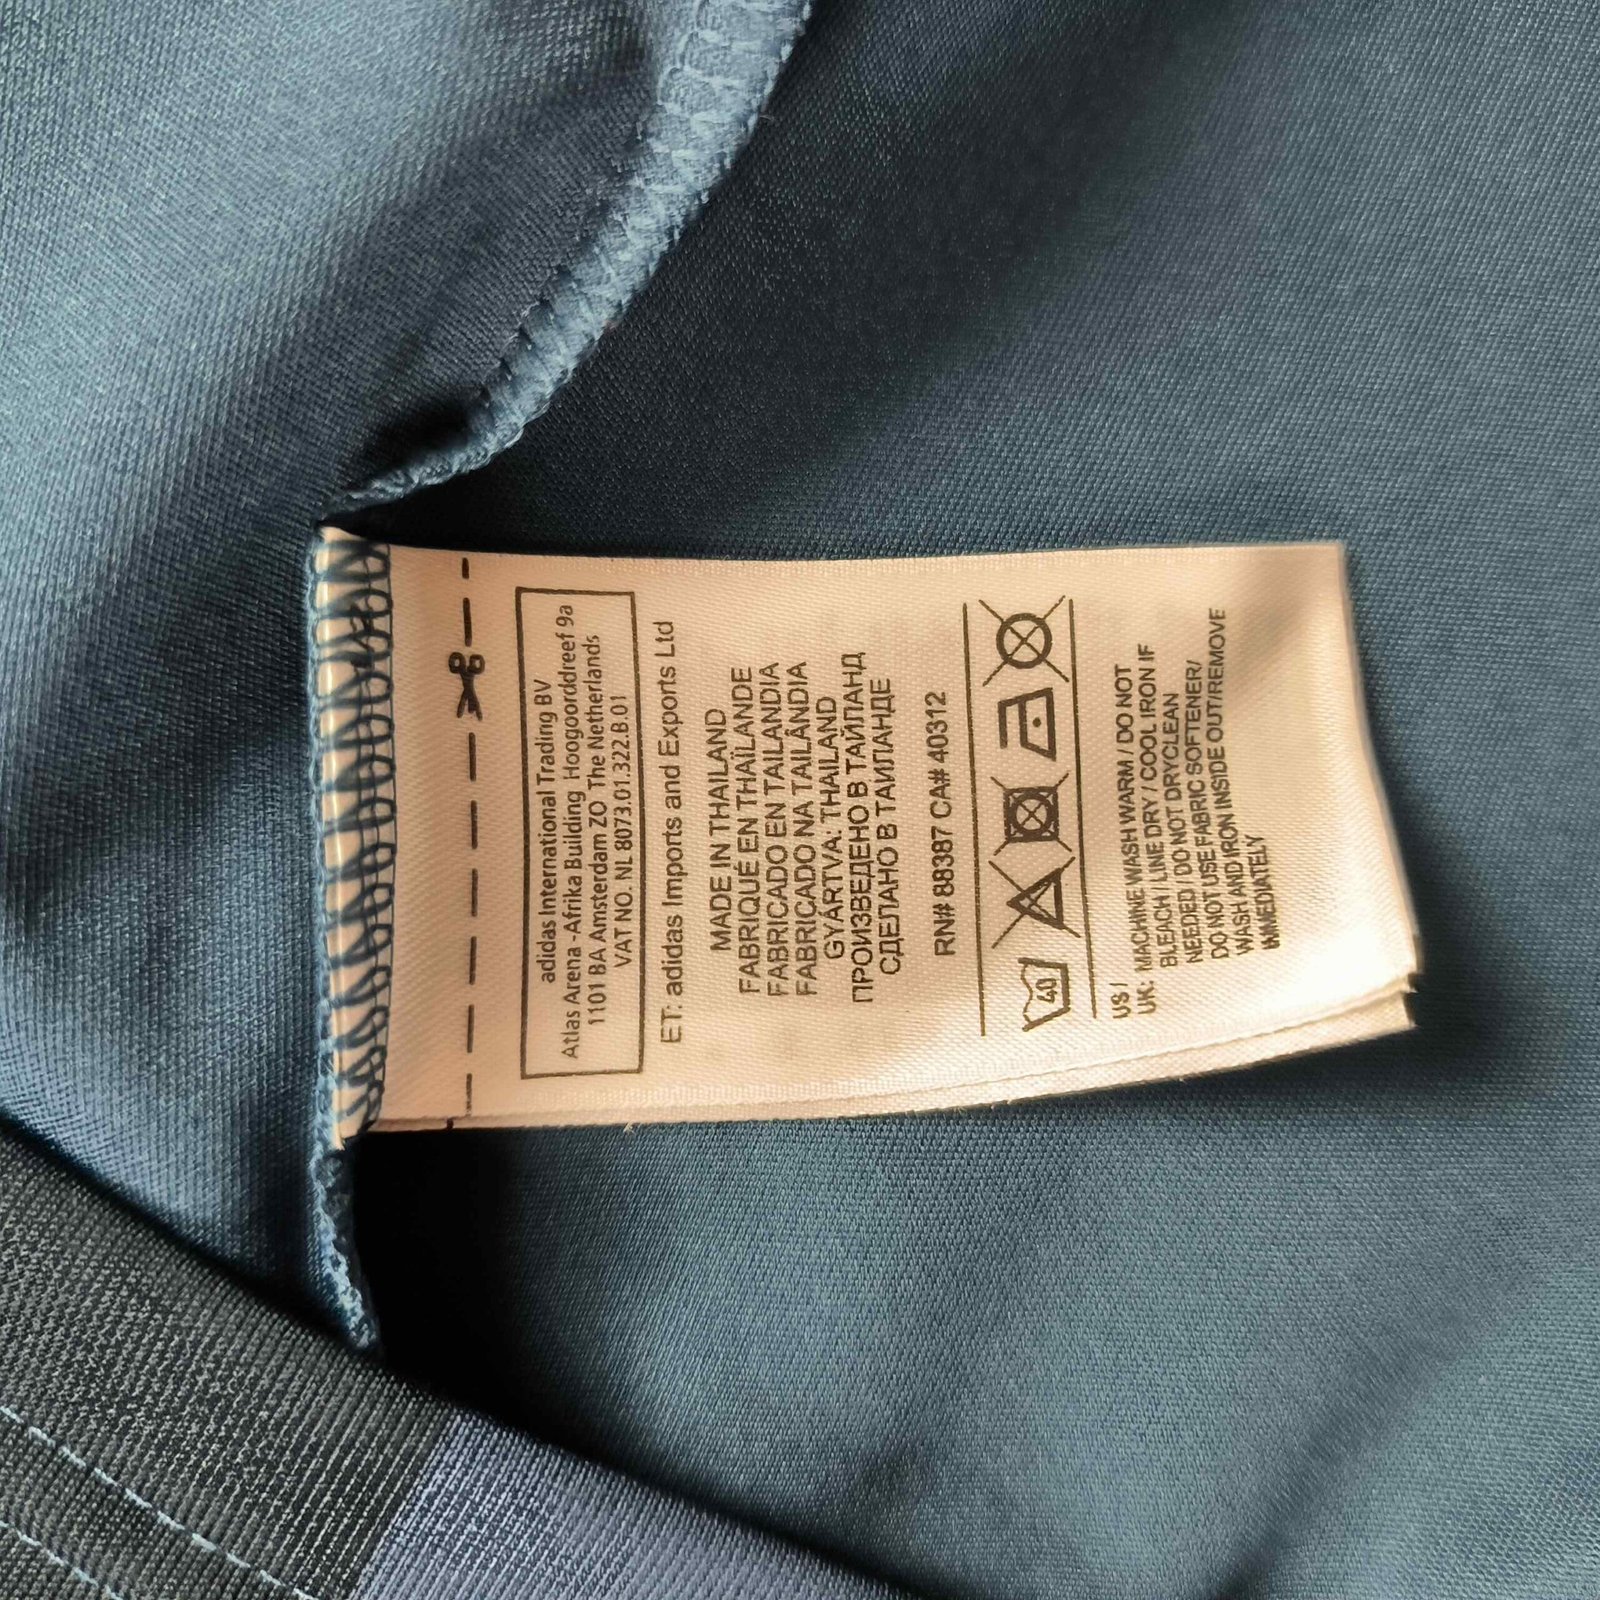 adidas International Trading BV
Atlas Arena -Afrika Building Hoogoorddreef 9a
1101 BA Amsterdam ZO The Netherlands
VAT NO. NL 8073.01.322.B.01
ET: adidas Imports and Exports Ltd
MADE IN THAILAND
FABRIQUÉ EN THAÏLANDE
FABRICADO EN TAILANDIA
FABRICADO NA TAILÂNDIA
GYÁRTVA: THAILAND
ПРОИЗВЕДЕНО В ТАЙЛАНД
СДЕЛАНО В ТАИЛАНДЕ
RN# 88387 CA# 40312
40
US /
UK: MACHINE WASH WARM / DO NOT
BLEACH / LINE DRY / COOL IRON IF
NEEDED / DO NOT DRYCLEAN
DO NOT USE FABRIC SOFTENER/
WASH AND IRON INSIDE OUT/REMOVE
IMMEDIATELY